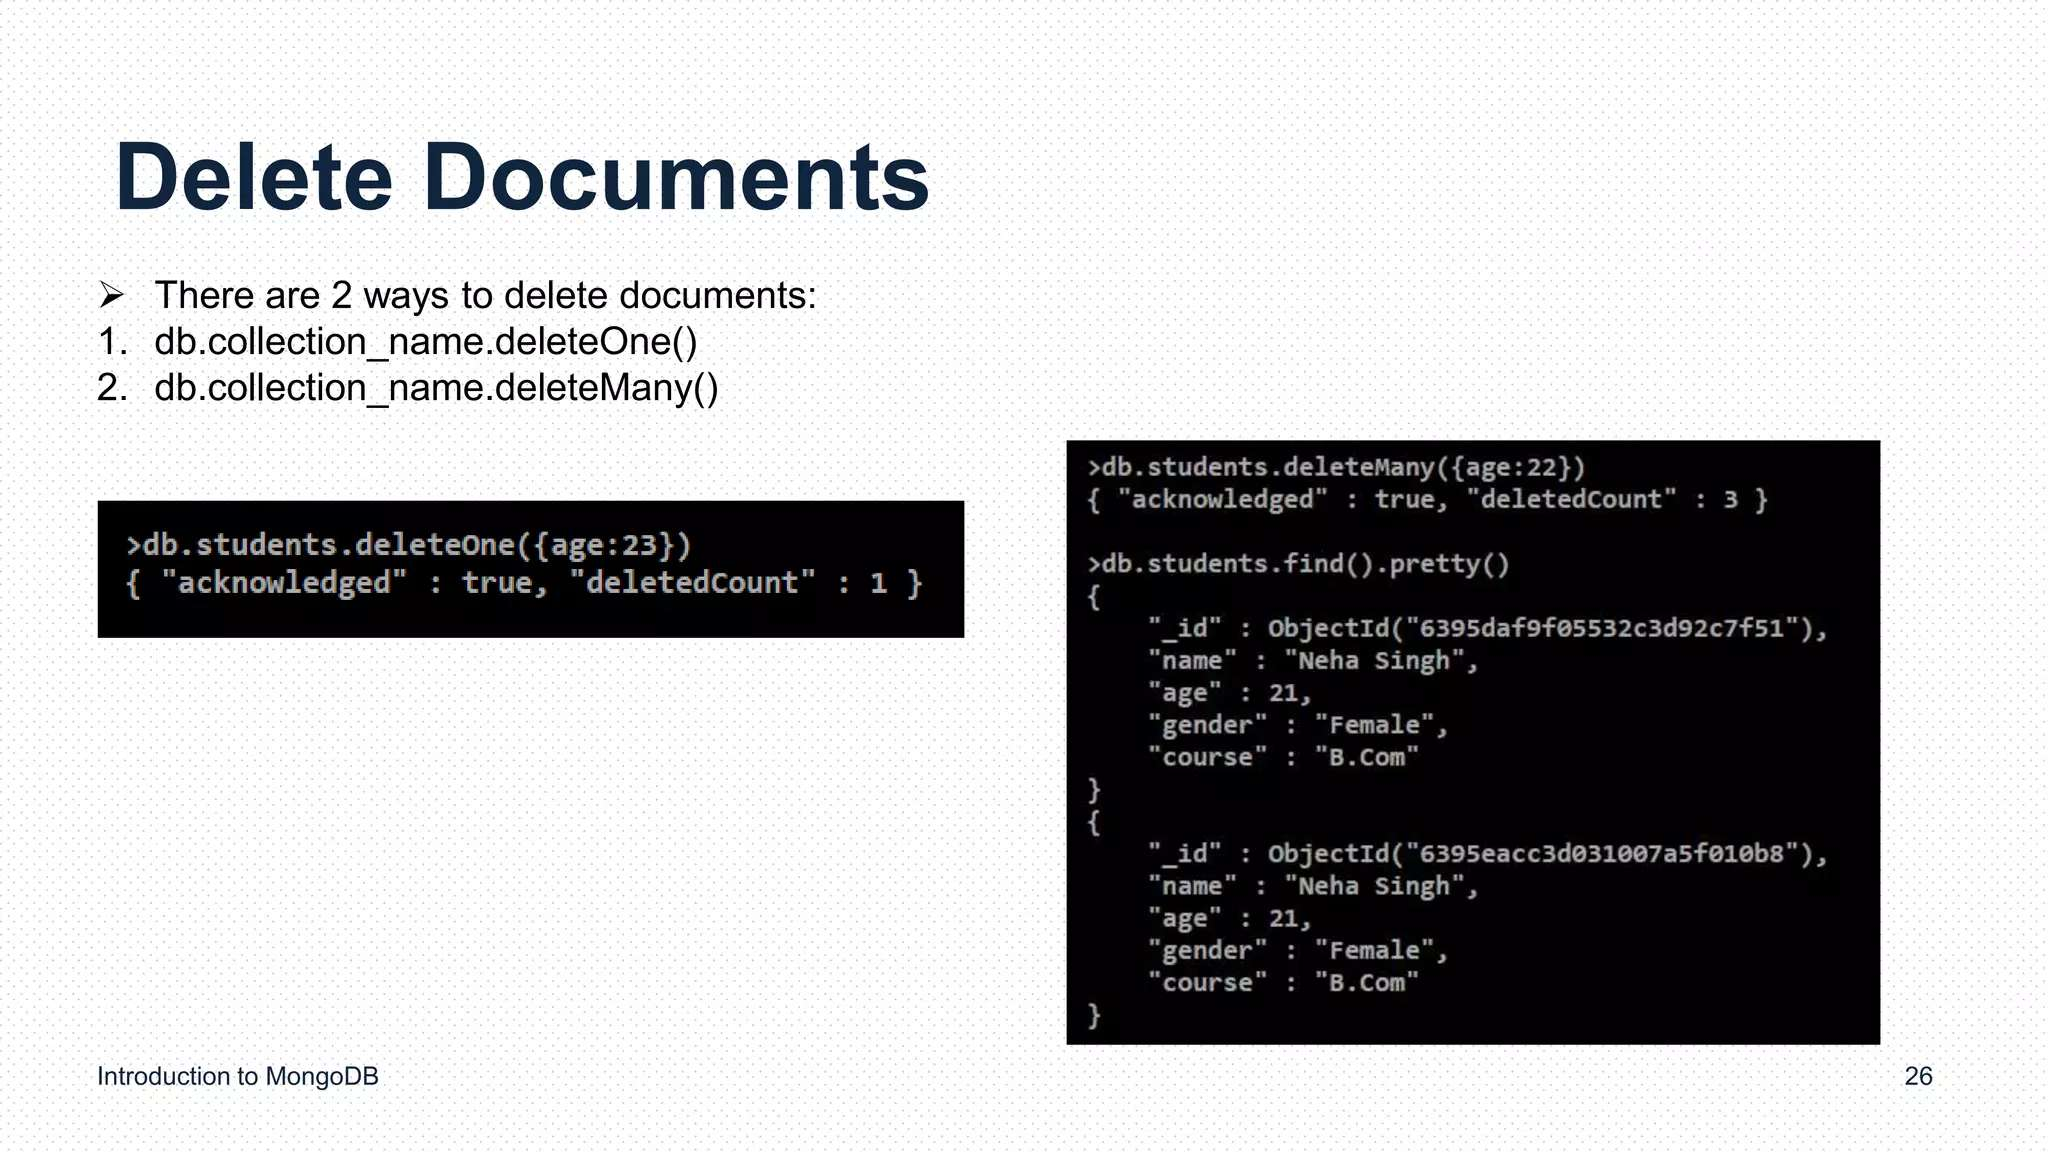 Delete Documents
There are 2 ways to delete documents:
1. db.collection_name.deleteOne()
2. db.collection_name.deleteMany()
>db.students.deleteOne({age:23})
{ "acknowledged" : true, "deletedCount" : 1 }
>db.students.deleteMany({age:22})
{ "acknowledged" : true, "deletedCount" : 3 }
>db.students.find().pretty()
{
"_id" : ObjectId("6395daf9f05532c3d92c7f51"),
"name" : "Neha Singh",
"age" : 21,
"gender" : "Female",
"course" : "B.Com"
}
{
"_id" : ObjectId("6395eacc3d031007a5f010b8"),
"name" : "Neha Singh",
"age" : 21,
"gender" : "Female",
"course" : "B.Com"
}
Introduction to MongoDB
26